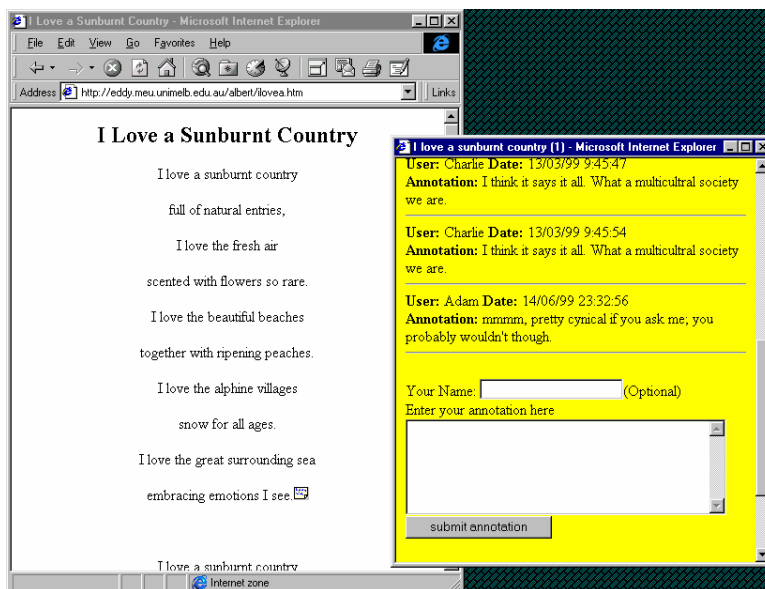 I Love a Sunburnt Country - Microsoft Internet Explorer
File Edit View Go Favorites Help
Address http://eddy.meu.unimelb.edu.au/albert/ilovea.htm Links
I Love a Sunburnt Country
I love a sunburnt country
full of natural entries,
I love the fresh air
scented with flowers so rare.
I love the beautiful beaches
together with ripening peaches.
I love the alphine villages
snow for all ages.
I love the great surrounding sea
embracing emotions I see.
I love a sunburnt country
Internet zone
I love a sunburnt country (1) - Microsoft Internet Explorer
User: Charlie Date: 13/03/99 9:45:47
Annotation: I think it says it all. What a multicultral society
we are.
User: Charlie Date: 13/03/99 9:45:54
Annotation: I think it says it all. What a multicultral society
we are.
User: Adam Date: 14/06/99 23:32:56
Annotation: mmmm, pretty cynical if you ask me; you
probably wouldn't though.
Your Name: (Optional)
Enter your annotation here
submit annotation